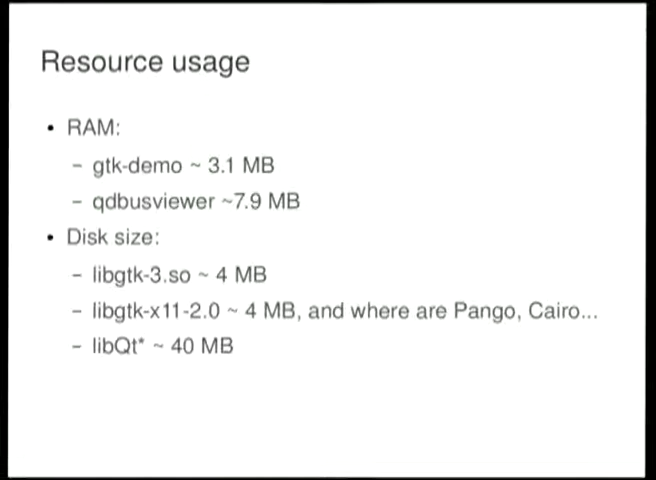 Resource usage
• RAM:
– gtk-demo ~ 3.1 MB
– qdbusviewer ~7.9 MB
• Disk size:
– libgtk-3.so ~ 4 MB
– libgtk-x11-2.0 ~ 4 MB, and where are Pango, Cairo...
– libQt* ~ 40 MB